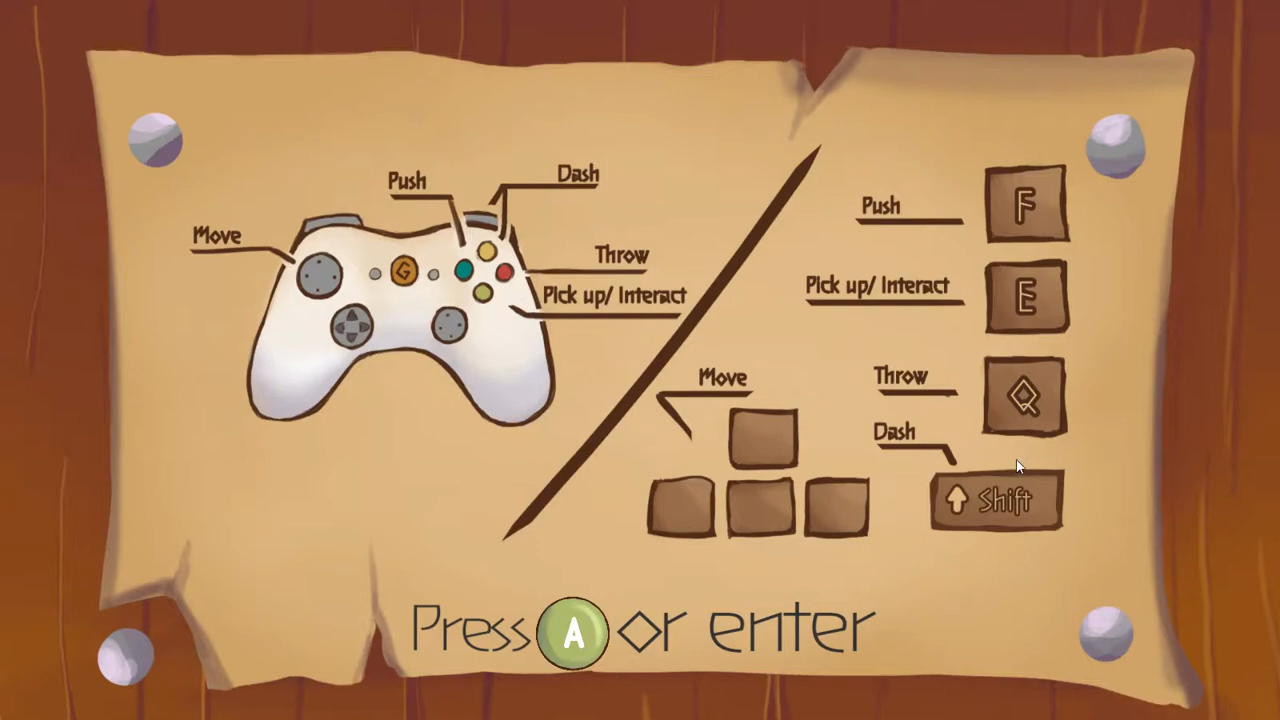 Push
Dash
Move
Throw
Pick up/ Interact
G
Push
F
Pick up/ Interact
E
Throw
Q
Move
Dash
Shift
Press A or enter